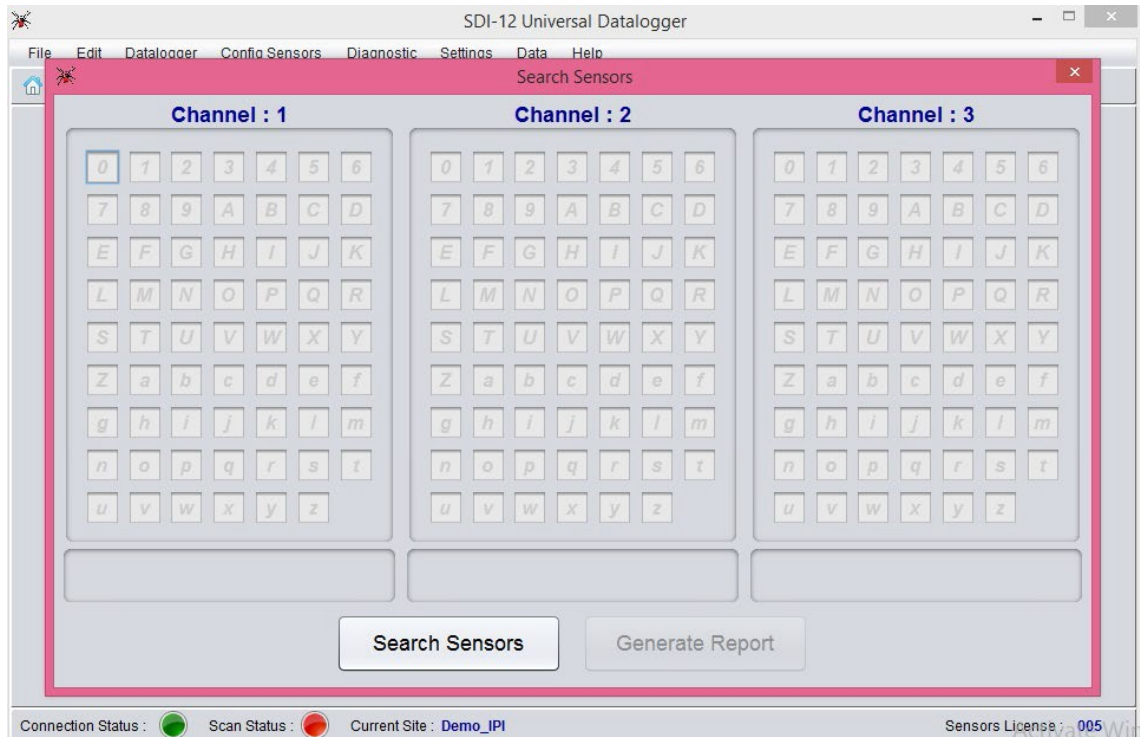 SDI-12 Universal Datalogger
File Edit Datalogger Config Sensors Diagnostic Settings Data Help
Search Sensors
Channel : 1
0 1 2 3 4 5 6
7 8 9 A B C D
E F G H I J K
L M N O P Q R
S T U V W X Y
Z a b c d e f
g h i j k l m
n o p q r s t
u v w x y z
Channel : 2
0 1 2 3 4 5 6
7 8 9 A B C D
E F G H I J K
L M N O P Q R
S T U V W X Y
Z a b c d e f
g h i j k l m
n o p q r s t
u v w x y z
Channel : 3
0 1 2 3 4 5 6
7 8 9 A B C D
E F G H I J K
L M N O P Q R
S T U V W X Y
Z a b c d e f
g h i j k l m
n o p q r s t
u v w x y z
Search Sensors Generate Report
Connection Status : Scan Status : Current Site : Demo_IPI Sensors License : 005